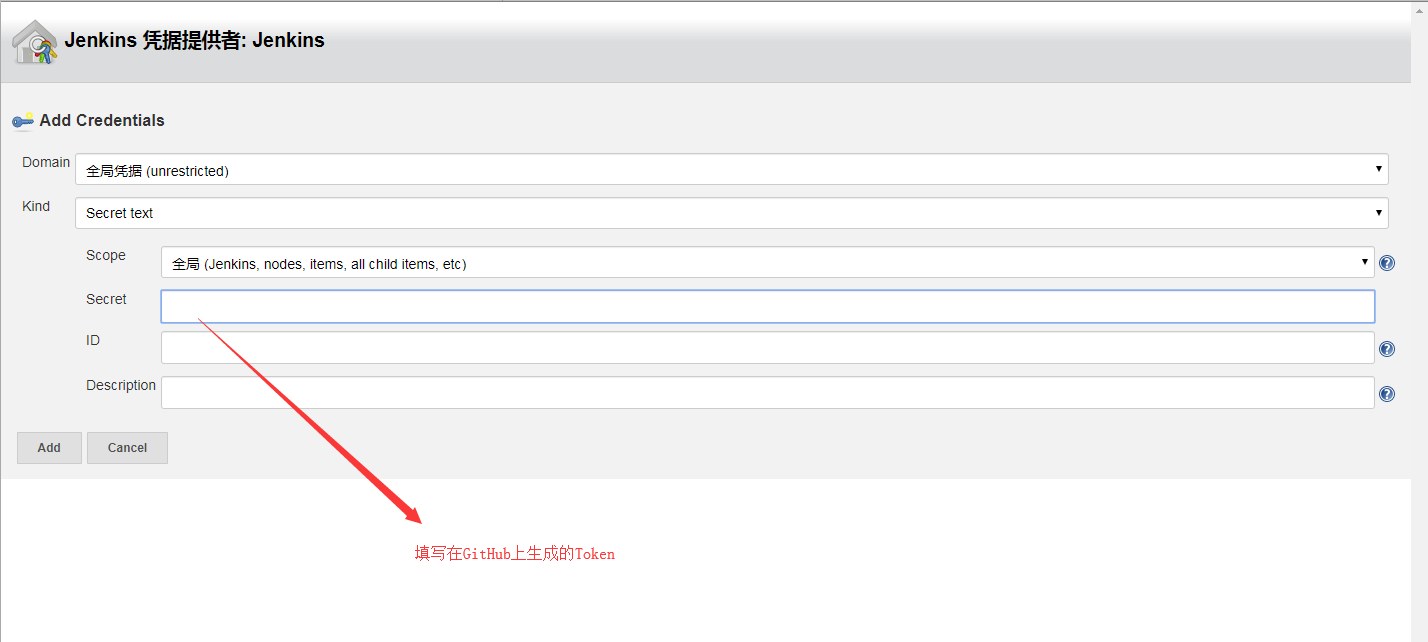 Jenkins 凭据提供者: Jenkins
Add Credentials
Domain 全局凭据 (unrestricted)
Kind Secret text
Scope 全局 (Jenkins, nodes, items, all child items, etc)
Secret
ID
Description
Add Cancel
填写在GitHub上生成的Token